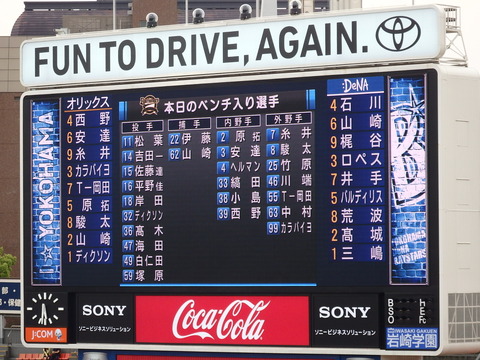 FUN TO DRIVE, AGAIN.
TOYOTA
オリックス
4 西野
6 安達
9 糸井
3 カラバイヨ
7 T-岡田
5 原拓
8 駿太
2 山崎
1 ディクソン
YOKOHAMA
本日のベンチ入り選手
投手
11 松葉
14 吉田一
15 佐藤達
16 平野佳
18 岸田
32 ディクソン
36 髙木
47 海田
49 白仁田
59 塚原
捕手
22 伊藤
62 山崎
内野手
2 原拓
3 安達
4 ヘルマン
33 縞田
38 小島
39 西野
外野手
7 糸井
8 駿太
25 竹原
46 川端
55 T-岡田
63 中村
99 カラバイヨ
:DeNA
4 石川
6 山崎
9 梶谷
3 ロペス
7 井手
5 バルディリス
8 荒波
2 髙城
1 三嶋
YOKOHAMA
BAYSTARS
J:COM
SONY
ソニービジネスソリューション
Coca-Cola
SONY
ソニービジネスソリューション
B
S
O
H
E
Fc
IWASAKI GAKUEN
岩崎学園